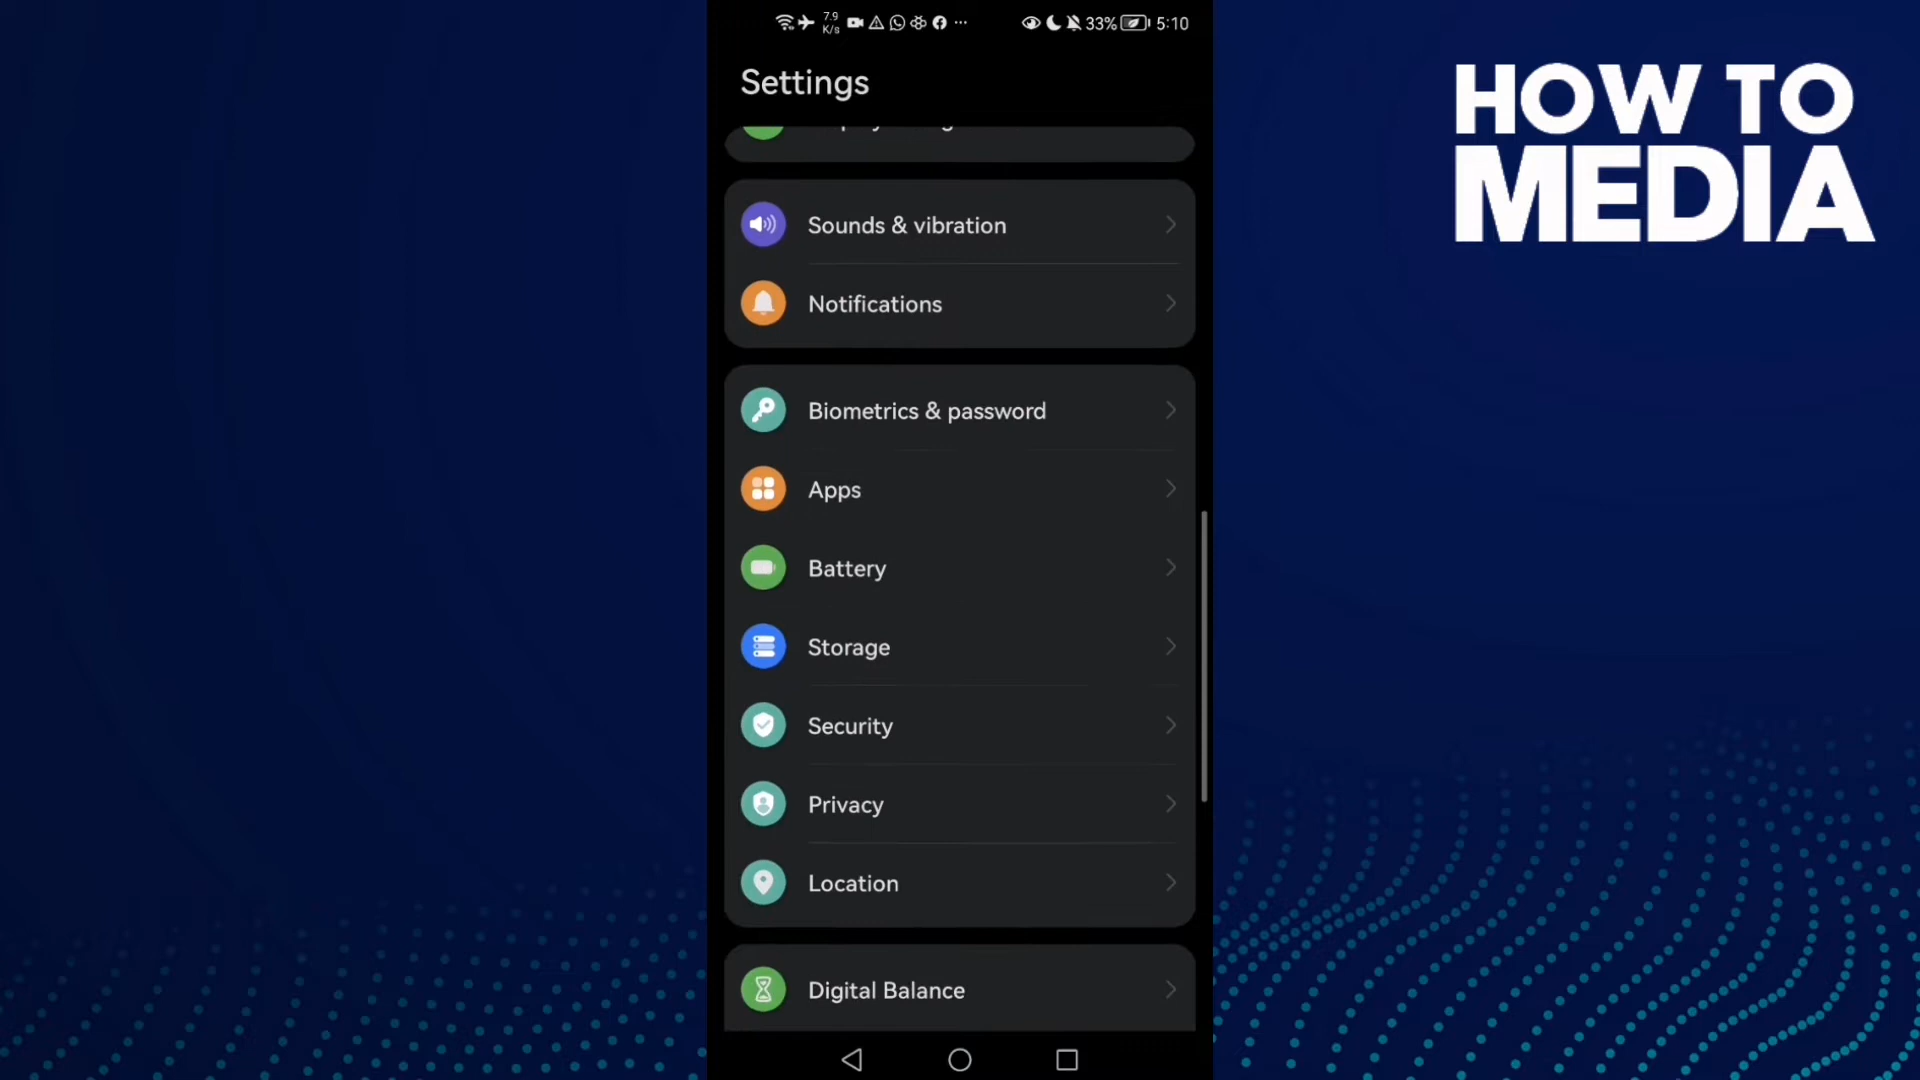 7.9 K/s 33% 5:10
HOW TO
MEDIA
Settings
Sounds & vibration
Notifications
Biometrics & password
Apps
Battery
Storage
Security
Privacy
Location
Digital Balance